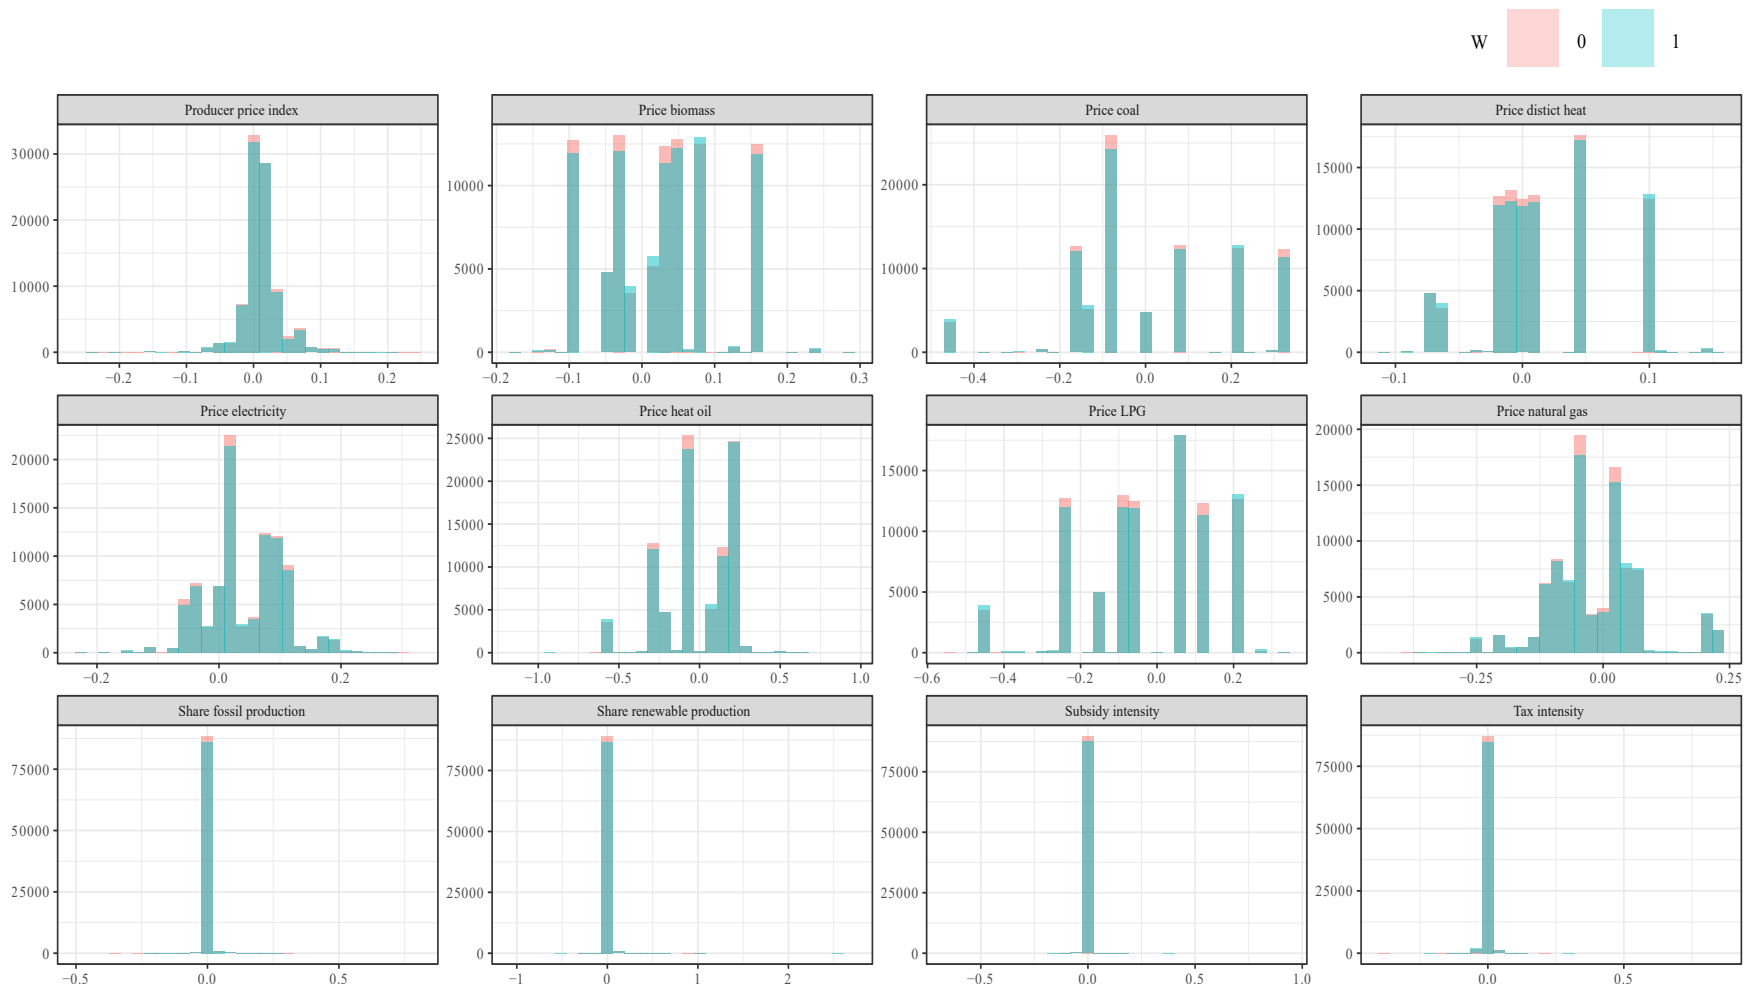 W 0 1
Producer price index Price biomass Price coal Price distict heat
30000 20000 10000 0
10000 5000 0
20000 10000 0
15000 10000 5000 0
−0.2 −0.1 0.0 0.1 0.2
−0.2 −0.1 0.0 0.1 0.2 0.3
−0.4 −0.2 0.0 0.2
−0.1 0.0 0.1
Price electricity Price heat oil Price LPG Price natural gas
20000 15000 10000 5000 0
25000 20000 15000 10000 5000 0
15000 10000 5000 0
20000 15000 10000 5000 0
−0.2 0.0 0.2
−1.0 −0.5 0.0 0.5 1.0
−0.6 −0.4 −0.2 0.0 0.2
−0.25 0.00 0.25
Share fossil production Share renewable production Subsidy intensity Tax intensity
75000 50000 25000 0
75000 50000 25000 0
75000 50000 25000 0
75000 50000 25000 0
−0.5 0.0 0.5
−1 0 1 2
−0.5 0.0 0.5 1.0
0.0 0.5